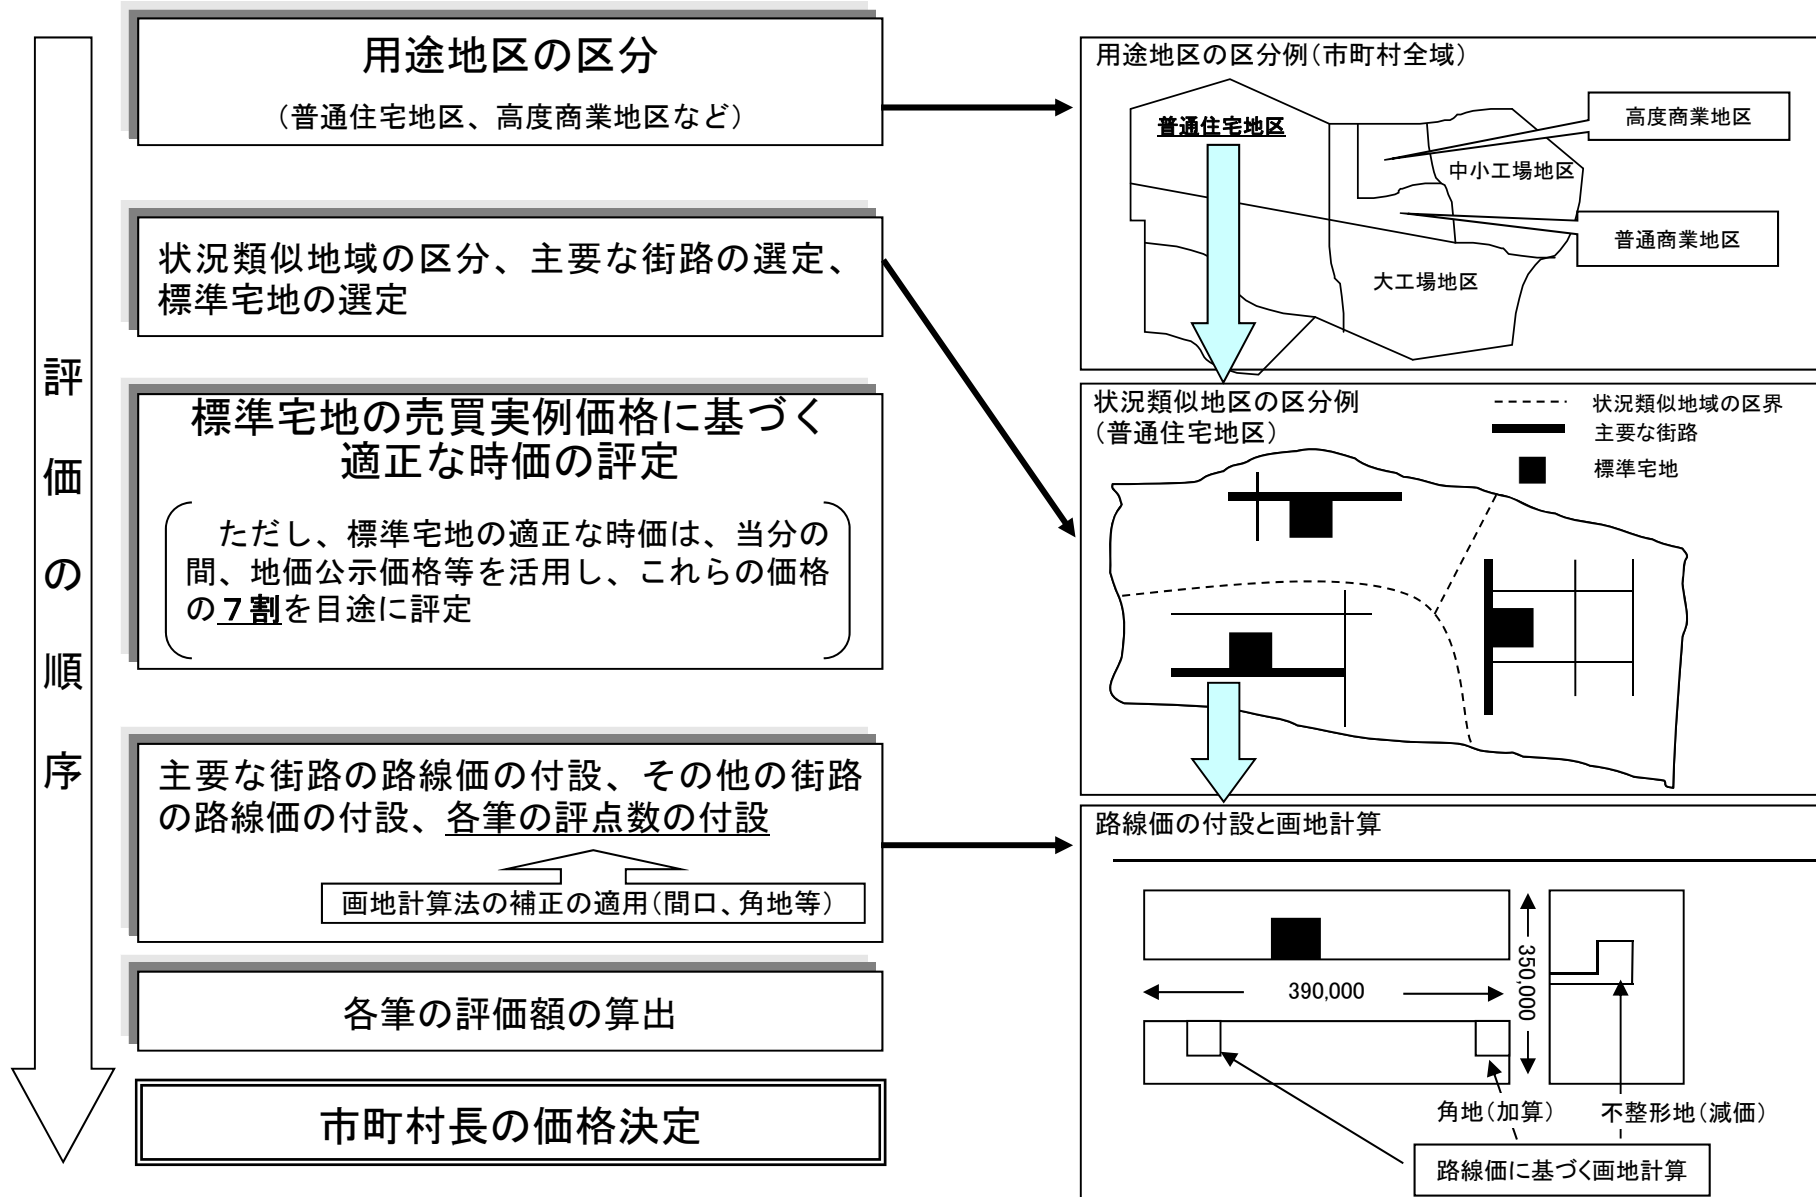 評価の順序
用途地区の区分
（普通住宅地区、高度商業地区など）
状況類似地域の区分、主要な街路の選定、
標準宅地の選定
標準宅地の売買実例価格に基づく
適正な時価の評定
ただし、標準宅地の適正な時価は、当分の
間、地価公示価格等を活用し、これらの価格
の７割を目途に評定
主要な街路の路線価の付設、その他の街路
の路線価の付設、各筆の評点数の付設
画地計算法の補正の適用（間口、角地等）
各筆の評価額の算出
市町村長の価格決定
用途地区の区分例（市町村全域）
普通住宅地区
高度商業地区
中小工場地区
普通商業地区
大工場地区
状況類似地区の区分例
（普通住宅地区）
状況類似地域の区界
主要な街路
標準宅地
路線価の付設と画地計算
390,000
350,000
角地（加算）
不整形地（減価）
路線価に基づく画地計算